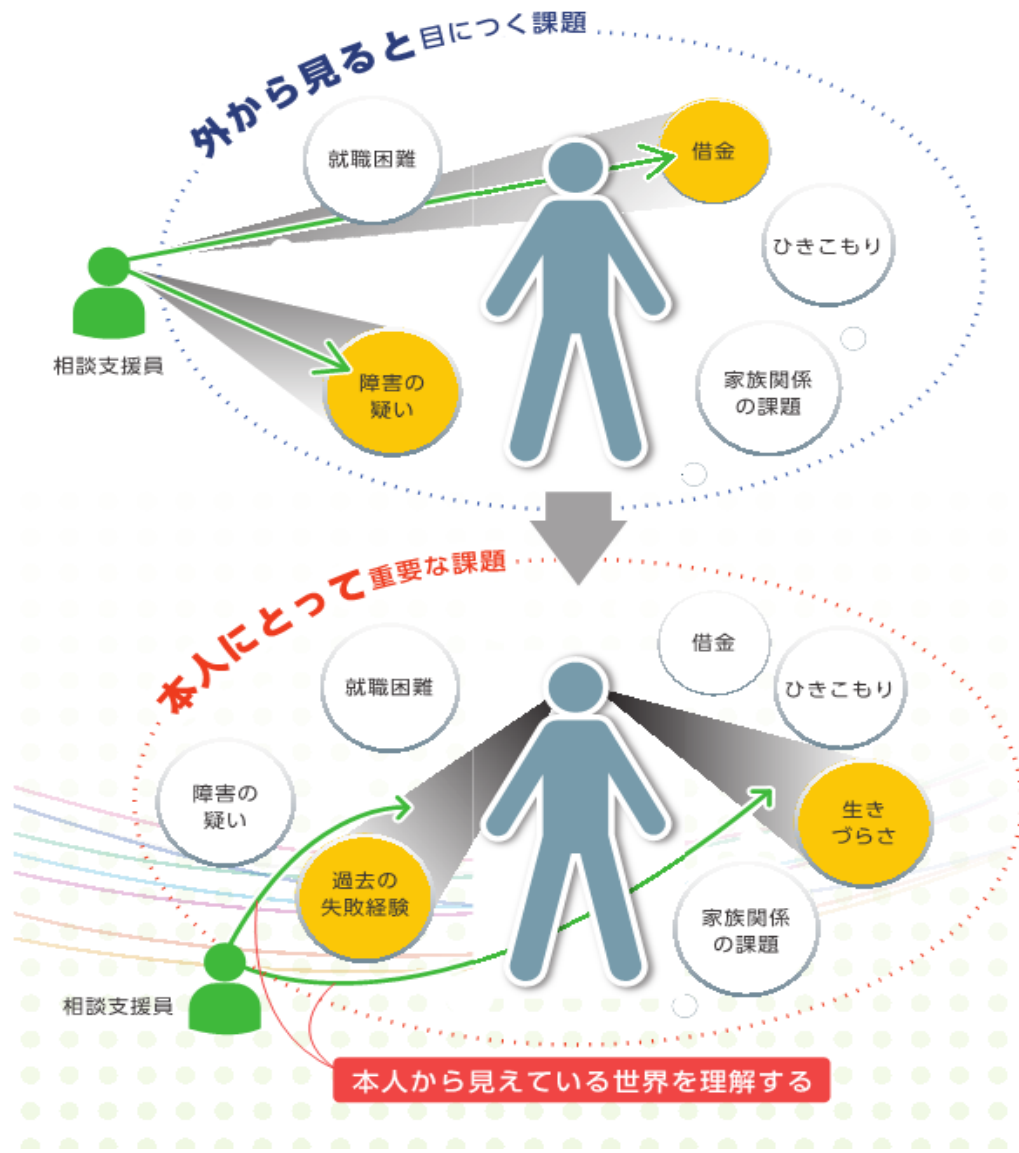 外から見ると目につく課題
就職困難
借金
ひきこもり
相談支援員
障害の
疑い
家族関係
の課題
本人にとって重要な課題
借金
就職困難
ひきこもり
障害の
疑い
生き
づらさ
過去の
失敗経験
家族関係
の課題
相談支援員
本人から見えている世界を理解する